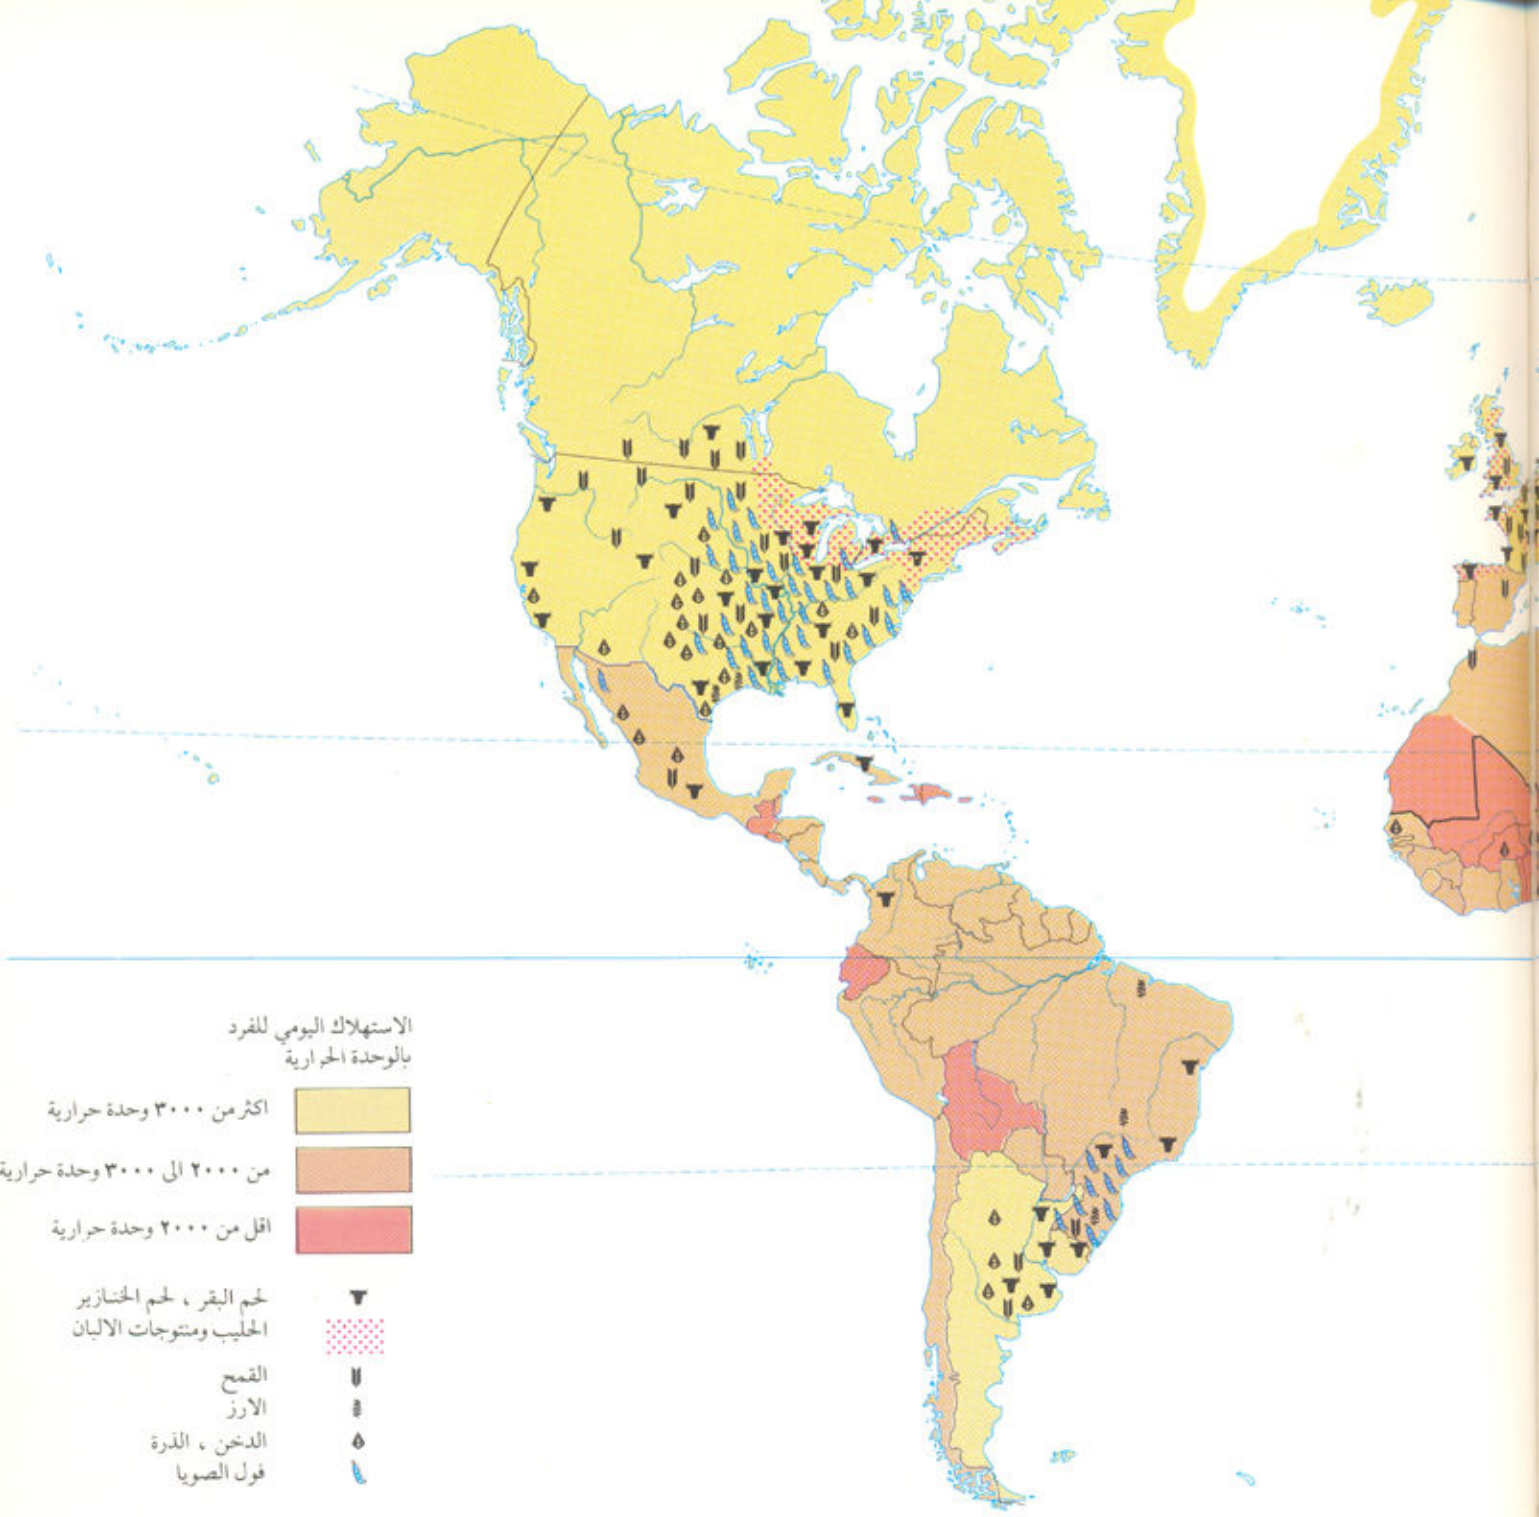 الاستهلاك اليومي للفرد
بالوحدة الحرارية
اكثر من ٣٠٠٠ وحدة حرارية
من ٢٠٠٠ الى ٣٠٠٠ وحدة حرارية
اقل من ٢٠٠٠ وحدة حرارية
لحم البقر ، لحم الخنازير
الحليب ومنتوجات الالبان
القمح
الارز
الدخن ، الذرة
فول الصويا